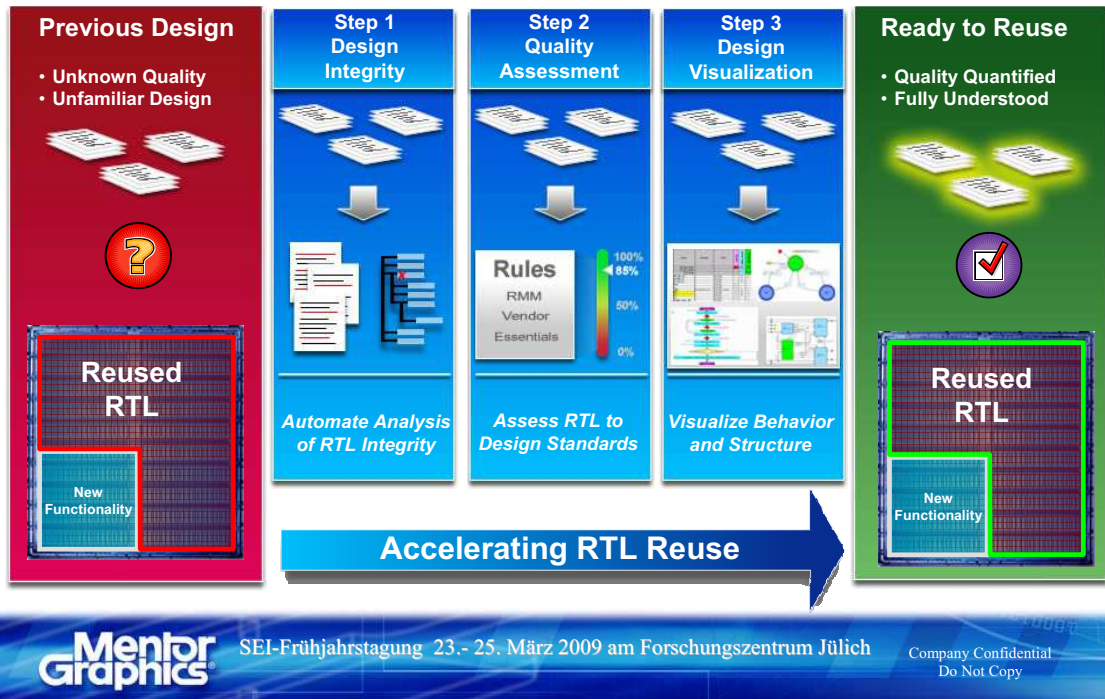 Previous Design
• Unknown Quality
• Unfamiliar Design
Reused
RTL
New
Functionality
Step 1
Design
Integrity
Automate Analysis
of RTL Integrity
Step 2
Quality
Assessment
Rules
RMM
Vendor
Essentials
100%
85%
50%
0%
Assess RTL to
Design Standards
Step 3
Design
Visualization
Visualize Behavior
and Structure
Ready to Reuse
• Quality Quantified
• Fully Understood
Reused
RTL
New
Functionality
Accelerating RTL Reuse
Mentor
Graphics®
SEI-Frühjahrstagung 23.- 25. März 2009 am Forschungszentrum Jülich
Company Confidential
Do Not Copy